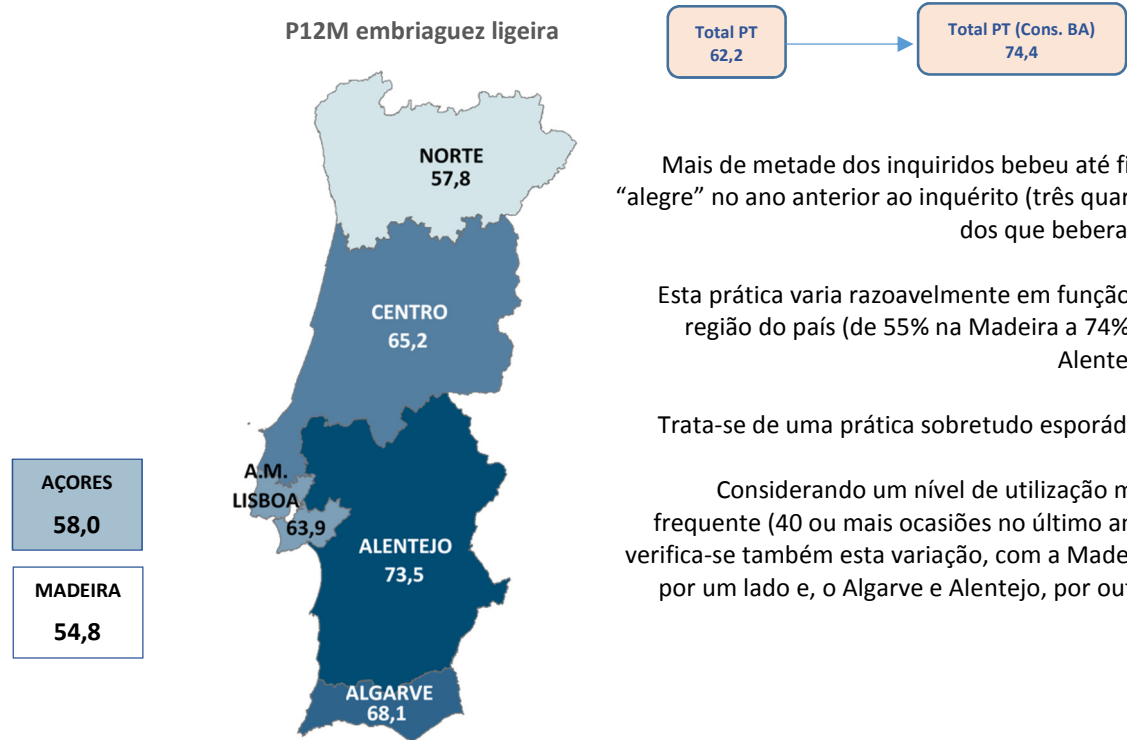 P12M embriaguez ligeira
Total PT
62,2
Total PT (Cons. BA)
74,4
NORTE
57,8
CENTRO
65,2
A.M.
LISBOA
63,9
ALENTEJO
73,5
ALGARVE
68,1
AÇORES
58,0
MADEIRA
54,8
Mais de metade dos inquiridos bebeu até fi
“alegre” no ano anterior ao inquérito (três quar
dos que bebera
Esta prática varia razoavelmente em função
região do país (de 55% na Madeira a 74%
Alente
Trata-se de uma prática sobretudo esporád
Considerando um nível de utilização m
frequente (40 ou mais ocasiões no último ar
verifica-se também esta variação, com a Made
por um lado e, o Algarve e Alentejo, por out